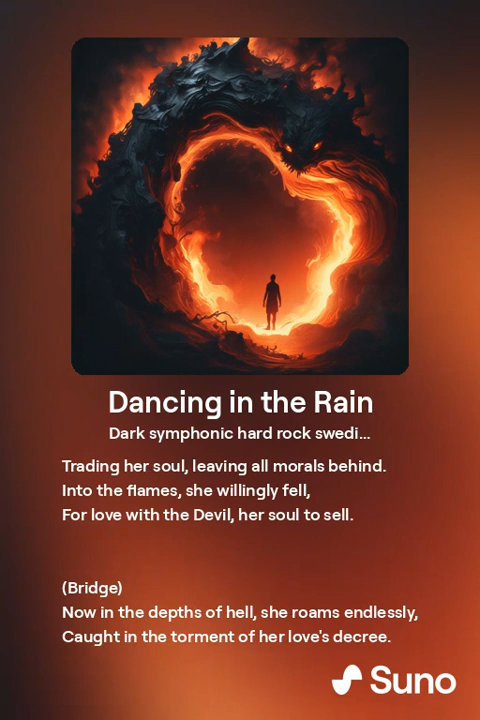 Dancing in the Rain
Dark symphonic hard rock swedi...
Trading her soul, leaving all morals behind.
Into the flames, she willingly fell,
For love with the Devil, her soul to sell.
(Bridge)
Now in the depths of hell, she roams endlessly,
Caught in the torment of her love's decree.
Suno